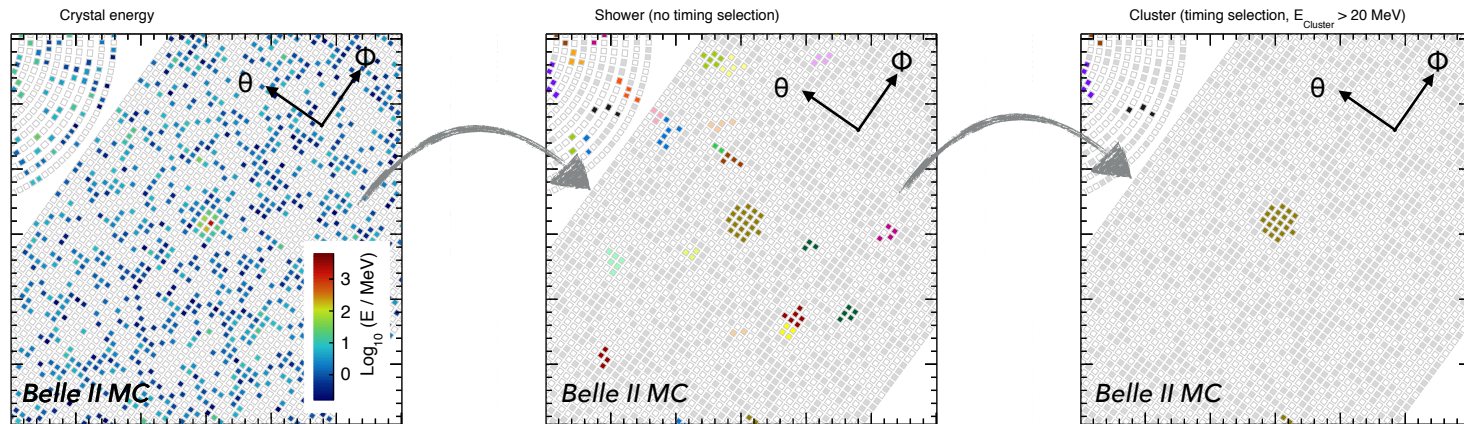 Crystal energy
Shower (no timing selection)
Cluster (timing selection, E_Cluster > 20 MeV)
θ
Φ
θ
Φ
θ
Φ
3
2
1
0
Log₁₀ (E / MeV)
Belle II MC
Belle II MC
Belle II MC